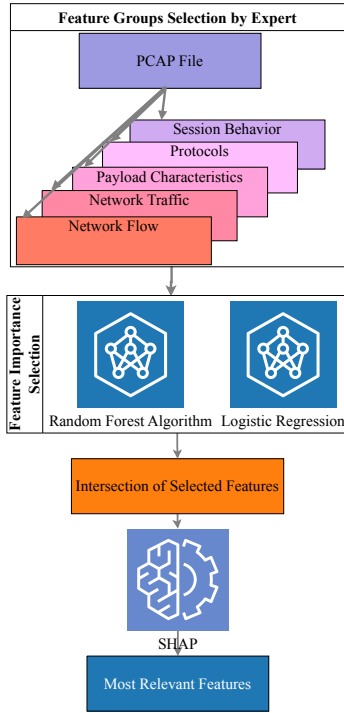 Feature Groups Selection by Expert
PCAP File
Session Behavior
Protocols
Payload Characteristics
Network Traffic
Network Flow
Feature Importance
Selection
Random Forest Algorithm
Logistic Regression
Intersection of Selected Features
SHAP
Most Relevant Features